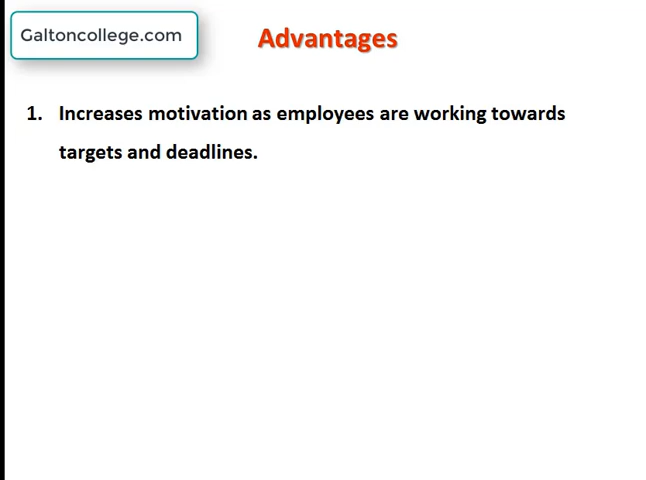 Galtoncollege.com
Advantages
1. Increases motivation as employees are working towards
targets and deadlines.